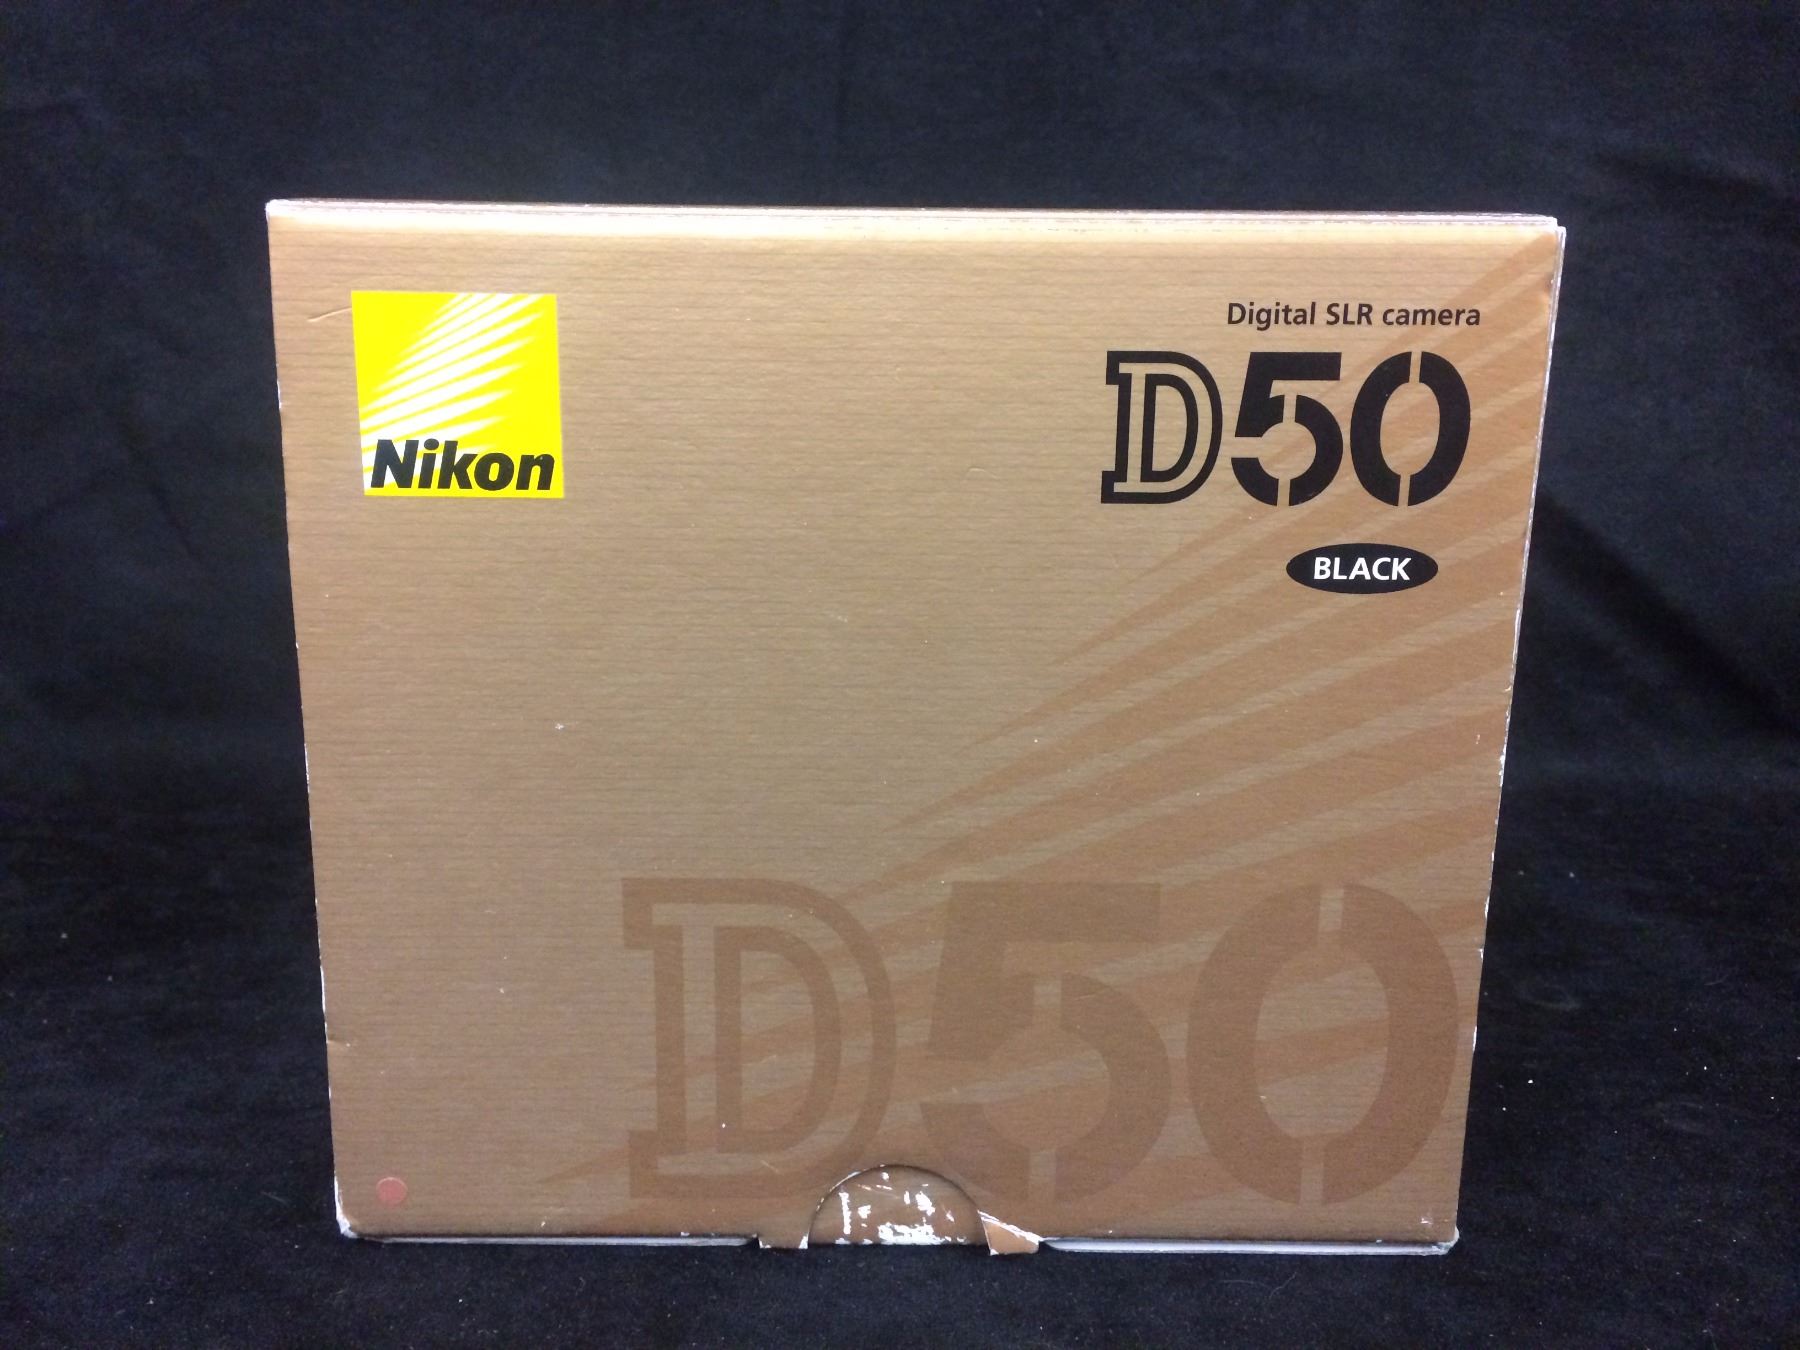 Nikon
Digital SLR camera
D50
BLACK
D50